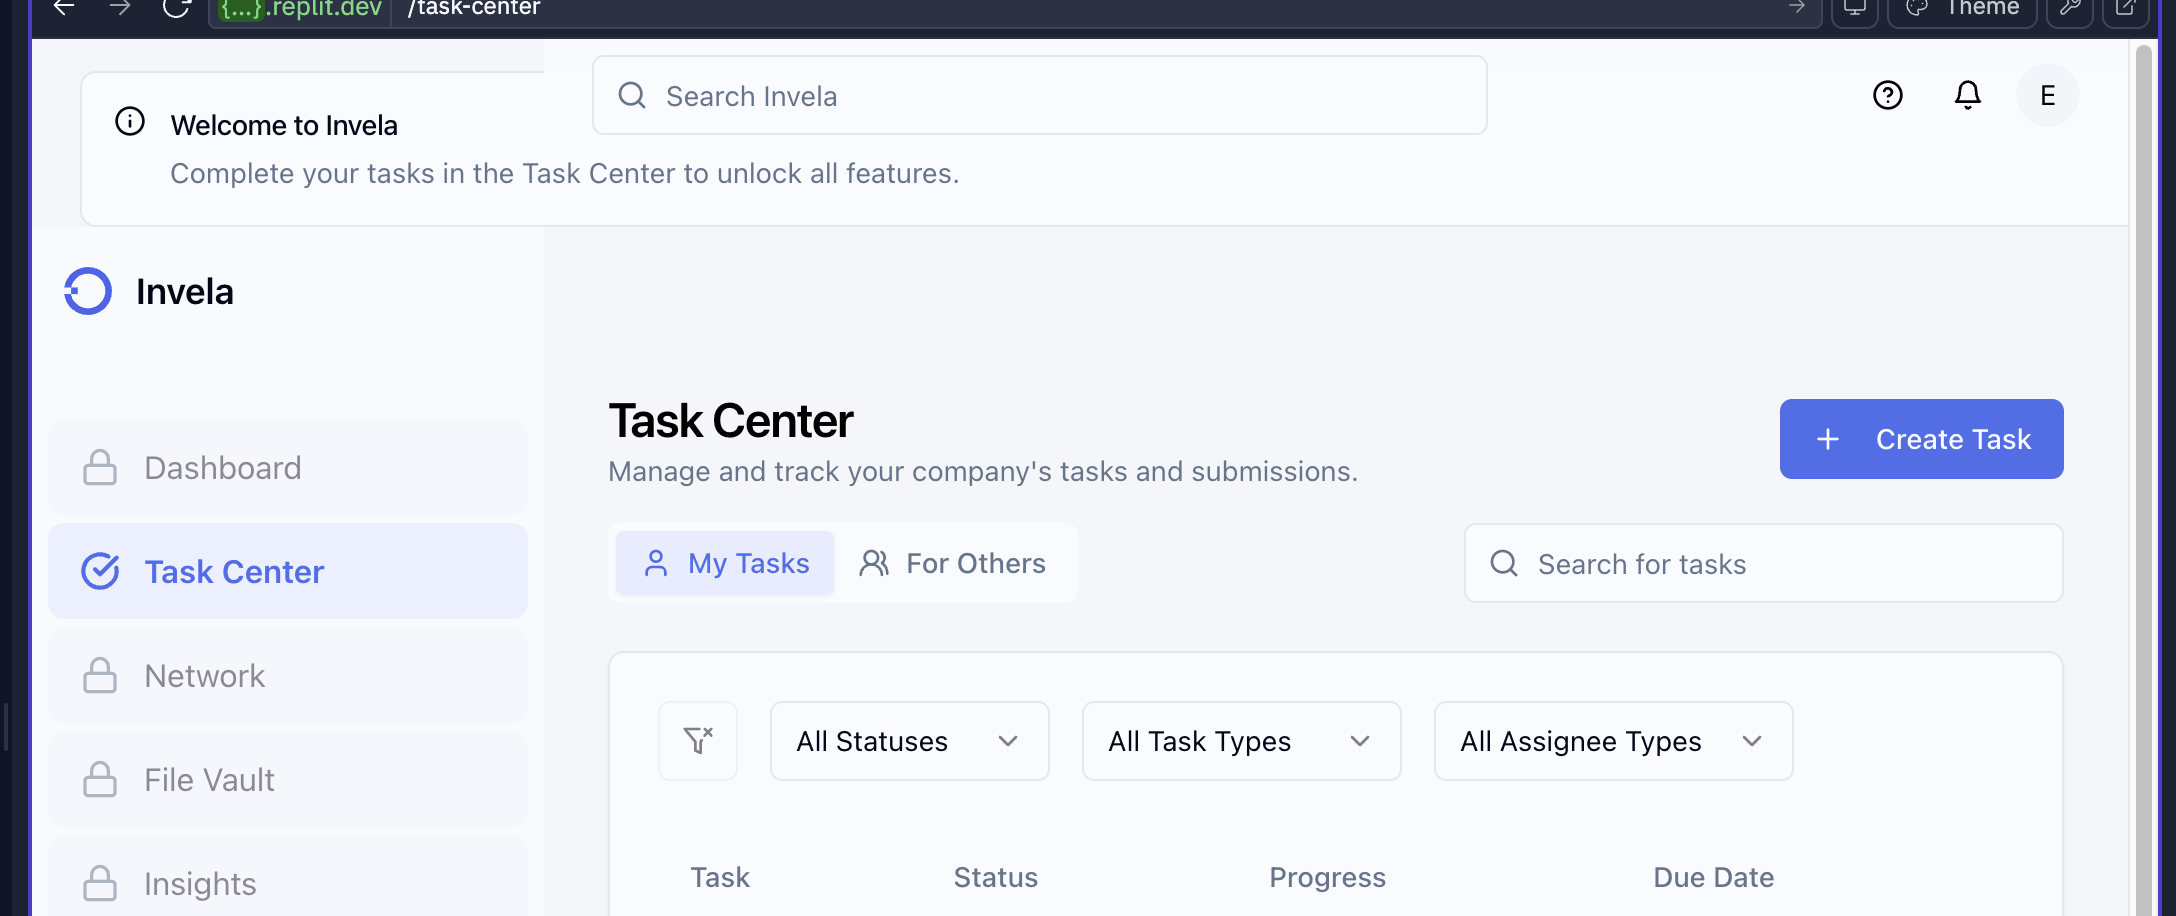 {...}.replit.dev /task-center
Theme
Search Invela
E
Welcome to Invela
Complete your tasks in the Task Center to unlock all features.
Invela
Dashboard
Task Center
Network
File Vault
Insights
Task Center
Manage and track your company's tasks and submissions.
Create Task
My Tasks
For Others
Search for tasks
All Statuses
All Task Types
All Assignee Types
Task Status Progress Due Date